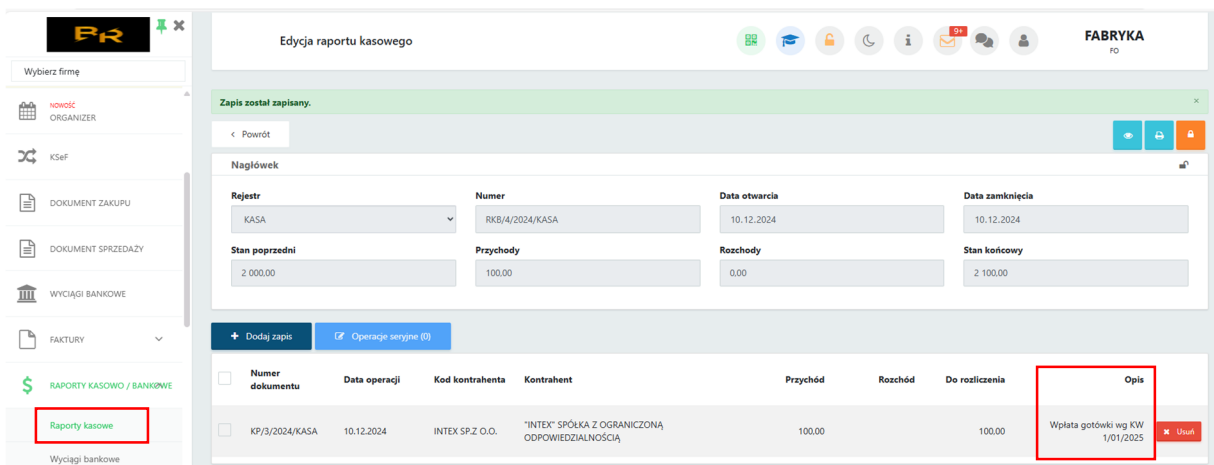 BR
Edycja raportu kasowego
9+
FABRYKA
FO
Wybierz firmę
NOWOŚĆ
ORGANIZER
KSeF
DOKUMENT ZAKUPU
DOKUMENT SPRZEDAŻY
WYCIĄGI BANKOWE
FAKTURY
RAPORTY KASOWO / BANKOWE
Raporty kasowe
Wyciągi bankowe
Zapis został zapisany.
Powrót
Nagłówek
Rejestr Numer Data otwarcia Data zamknięcia
KASA RKB/4/2024/KASA 10.12.2024 10.12.2024
Stan poprzedni Przychody Rozchody Stan końcowy
2 000,00 100,00 0,00 2 100,00
+ Dodaj zapis Operacje seryjne (0)
Numer dokumentu Data operacji Kod kontrahenta Kontrahent Przychód Rozchód Do rozliczenia Opis
KP/3/2024/KASA 10.12.2024 INTEX SP.Z O.O. "INTEX" SPÓŁKA Z OGRANICZONĄ ODPOWIEDZIALNOŚCIĄ 100,00 100,00 Wpłata gotówki wg KW 1/01/2025 Usuń